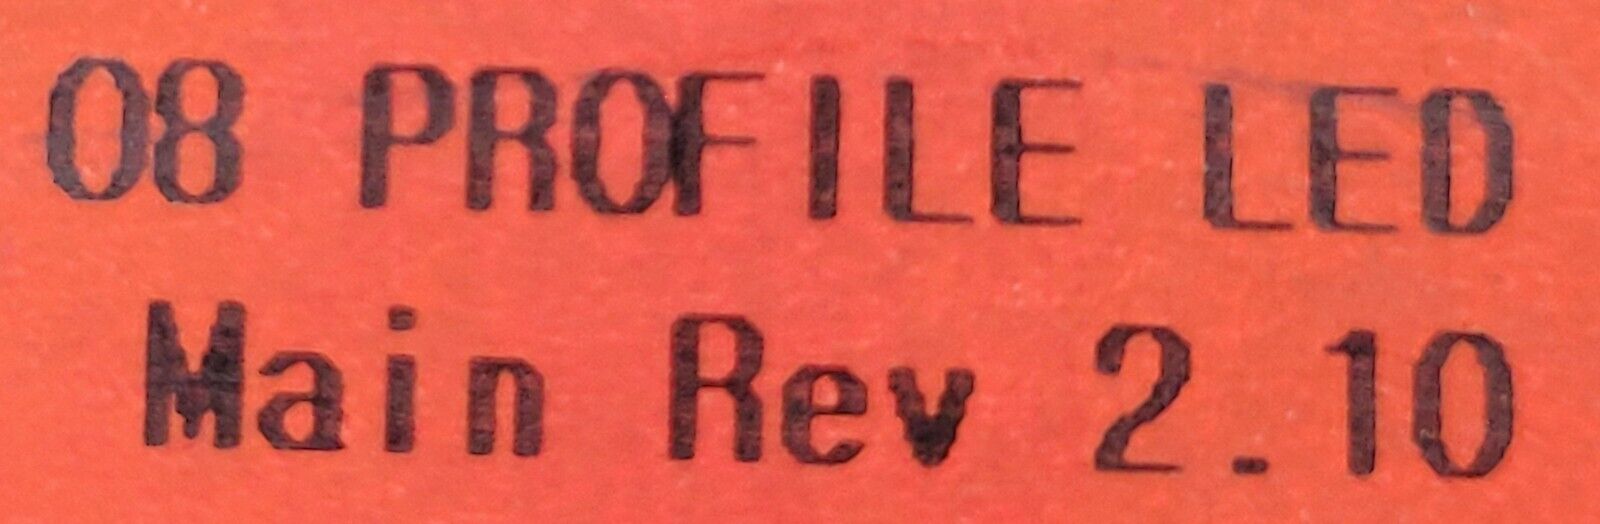 08 PROFILE LED
Main Rev 2.10